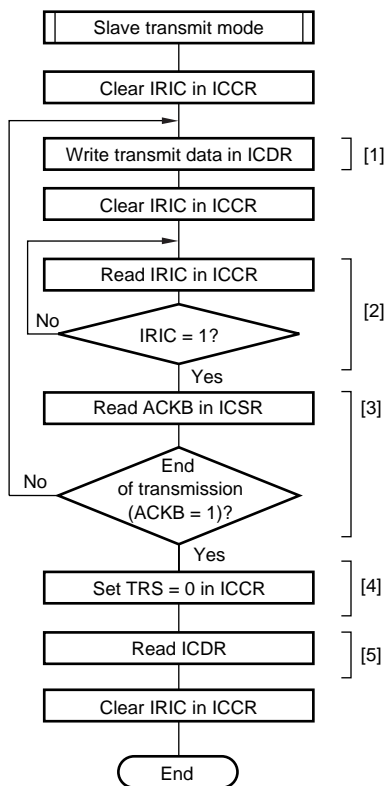 Slave transmit mode
Clear IRIC in ICCR
Write transmit data in ICDR
[1]
Clear IRIC in ICCR
Read IRIC in ICCR
[2]
No
IRIC = 1?
Yes
Read ACKB in ICSR
[3]
End
of transmission
(ACKB = 1)?
No
Yes
Set TRS = 0 in ICCR
[4]
Read ICDR
[5]
Clear IRIC in ICCR
End